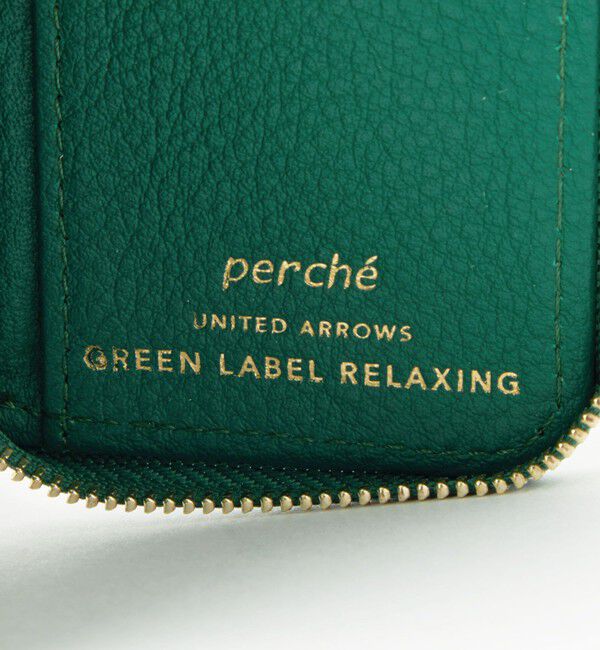 perché
UNITED ARROWS
GREEN LABEL RELAXING